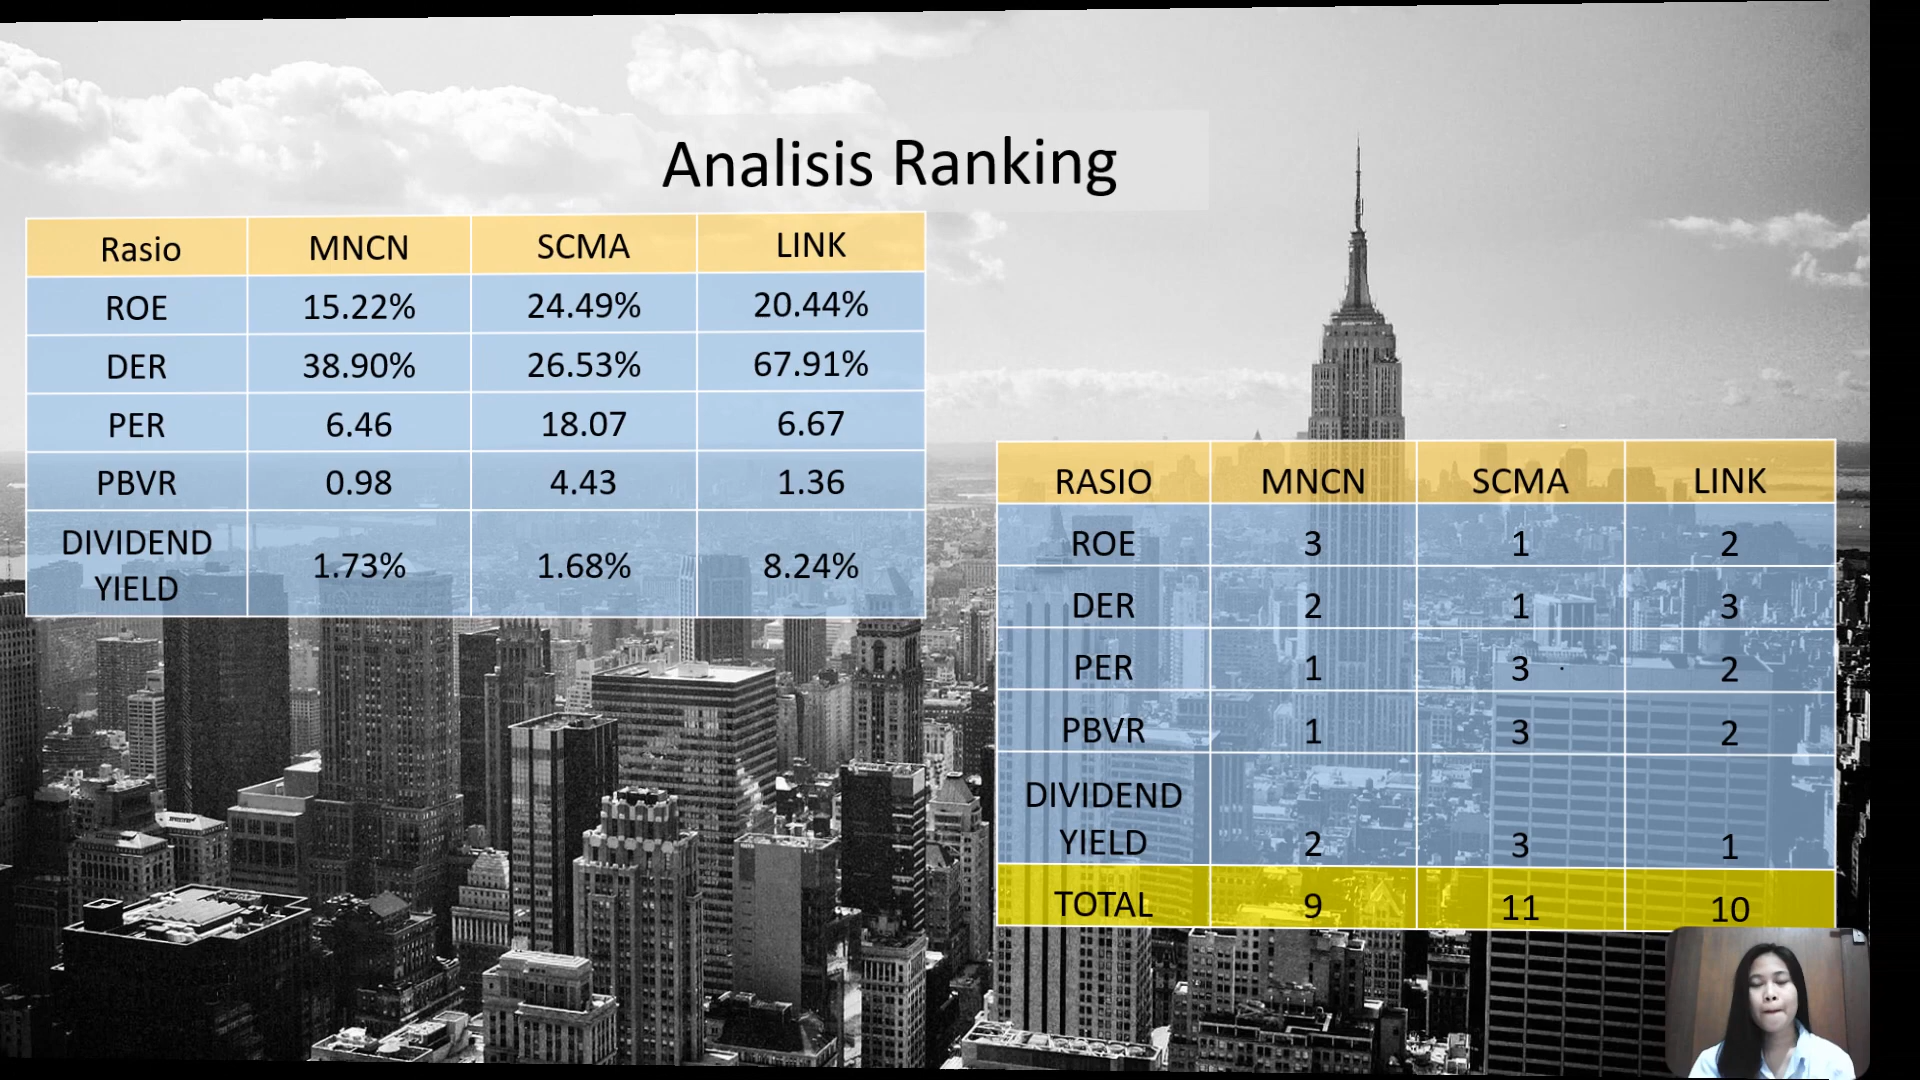 Analisis Ranking
Rasio MNCN SCMA LINK
ROE 15.22% 24.49% 20.44%
DER 38.90% 26.53% 67.91%
PER 6.46 18.07 6.67
PBVR 0.98 4.43 1.36
DIVIDEND
YIELD 1.73% 1.68% 8.24%
RASIO MNCN SCMA LINK
ROE 3 1 2
DER 2 1 3
PER 1 3 2
PBVR 1 3 2
DIVIDEND
YIELD 2 3 1
TOTAL 9 11 10